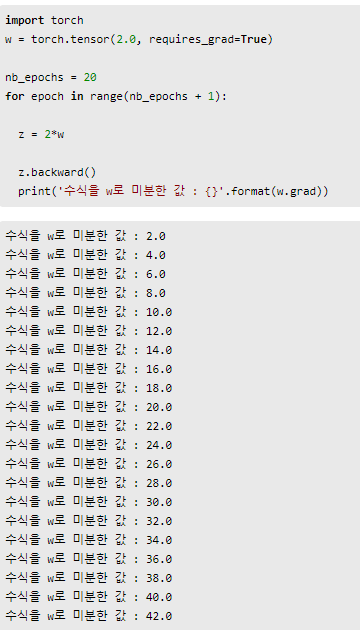 import torch
w = torch.tensor(2.0, requires_grad=True)
nb_epochs = 20
for epoch in range(nb_epochs + 1):
z = 2*w
z.backward()
print('수식을 w로 미분한 값 : {}'.format(w.grad))
수식을 w로 미분한 값 : 2.0
수식을 w로 미분한 값 : 4.0
수식을 w로 미분한 값 : 6.0
수식을 w로 미분한 값 : 8.0
수식을 w로 미분한 값 : 10.0
수식을 w로 미분한 값 : 12.0
수식을 w로 미분한 값 : 14.0
수식을 w로 미분한 값 : 16.0
수식을 w로 미분한 값 : 18.0
수식을 w로 미분한 값 : 20.0
수식을 w로 미분한 값 : 22.0
수식을 w로 미분한 값 : 24.0
수식을 w로 미분한 값 : 26.0
수식을 w로 미분한 값 : 28.0
수식을 w로 미분한 값 : 30.0
수식을 w로 미분한 값 : 32.0
수식을 w로 미분한 값 : 34.0
수식을 w로 미분한 값 : 36.0
수식을 w로 미분한 값 : 38.0
수식을 w로 미분한 값 : 40.0
수식을 w로 미분한 값 : 42.0